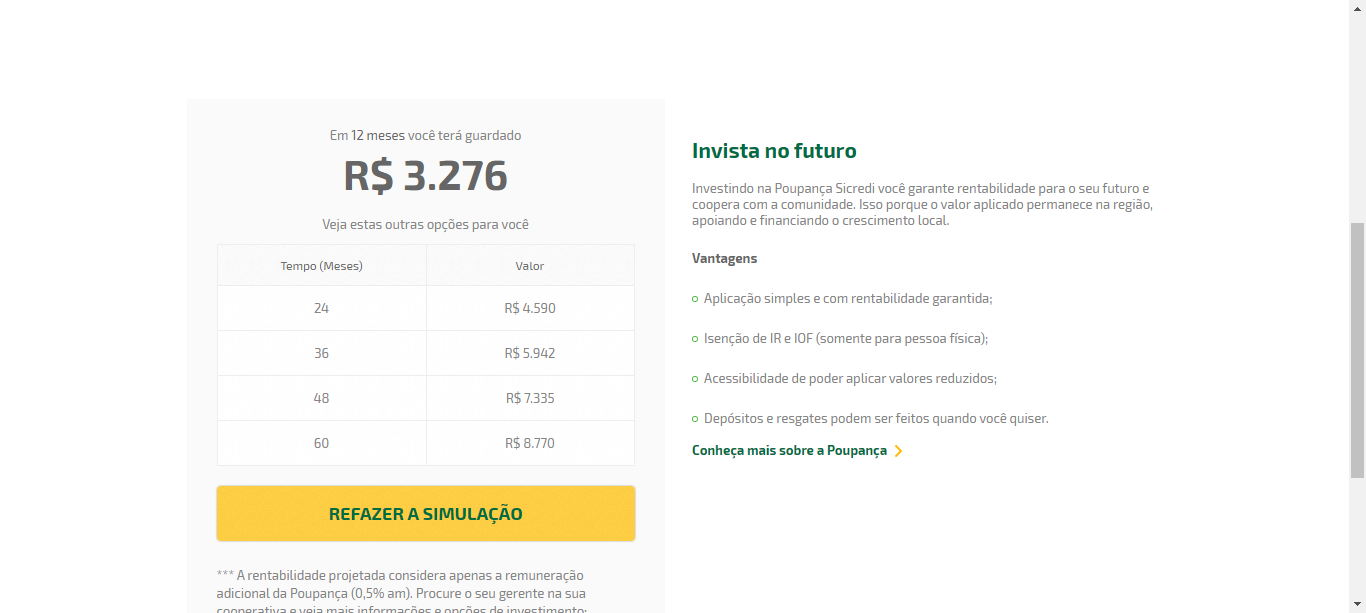 Em 12 meses você terá guardado
R$ 3.276
Veja estas outras opções para você
Tempo (Meses) Valor
24 R$ 4.590
36 R$ 5.942
48 R$ 7.335
60 R$ 8.770
REFAZER A SIMULAÇÃO
*** A rentabilidade projetada considera apenas a remuneração
adicional da Poupança (0,5% am). Procure o seu gerente na sua
cooperativa e veja mais informações e opções de investimento;
Invista no futuro
Investindo na Poupança Sicredi você garante rentabilidade para o seu futuro e
coopera com a comunidade. Isso porque o valor aplicado permanece na região,
apoiando e financiando o crescimento local.
Vantagens
Aplicação simples e com rentabilidade garantida;
Isenção de IR e IOF (somente para pessoa física);
Acessibilidade de poder aplicar valores reduzidos;
Depósitos e resgates podem ser feitos quando você quiser.
Conheça mais sobre a Poupança